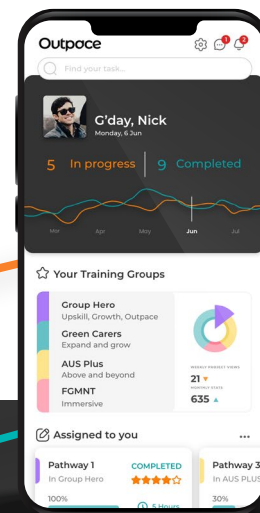 Outpace
1
2
Find your task...
G'day, Nick
Monday, 6 Jun
5 In progress 9 Completed
Mar Apr May Jun Jul
Your Training Groups
Group Hero
Upskill, Growth, Outpace
Green Carers
Expand and grow
AUS Plus
Above and beyond
FGMNT
Immersive
WEEKLY PROJECT VIEWS
21
MONTHLY STATS
635
Assigned to you
Pathway 1 COMPLETED
In Group Hero
100%
5 Hours
Pathway 3
In AUS PLUS
30%